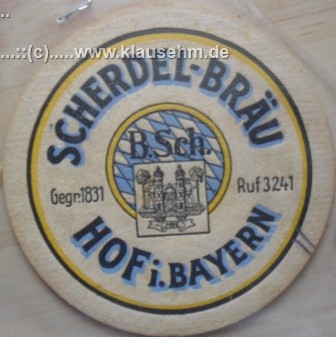 ...::(c).....www.klausehm.de.....
SCHERDEL-BRÄU
B.Sch.
Gegr.1831
Ruf 3241
HOF i. BAYERN